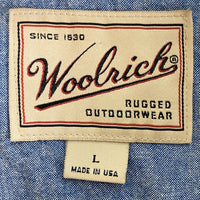 SINCE 1830
Woolrich®
RUGGED
OUTDOORWEAR
L
MADE IN USA